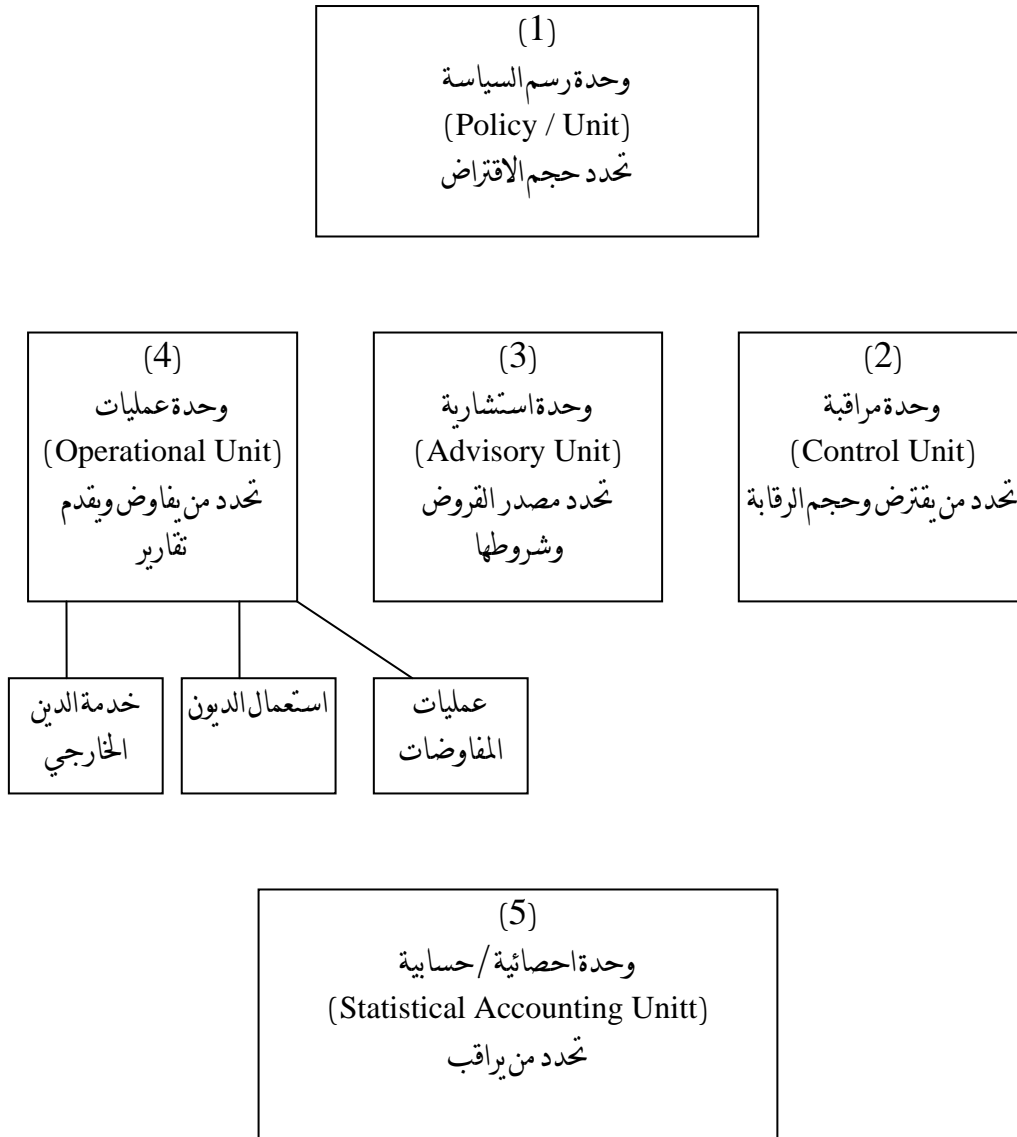 (1)
وحدة رسم السياسة
(Policy / Unit)
تحدد حجم الاقتراض
(2)
وحدة مراقبة
(Control Unit)
تحدد من يقترض وحجم الرقابة
(3)
وحدة استشارية
(Advisory Unit)
تحدد مصدر القروض
وشروطها
(4)
وحدة عمليات
(Operational Unit)
تحدد من يفاوض ويقدم
تقارير
عمليات
المفاوضات
استعمال الديون
خدمة الدين
الخارجي
(5)
وحدة احصائية / حسابية
(Statistical Accounting Unitt)
تحدد من يراقب